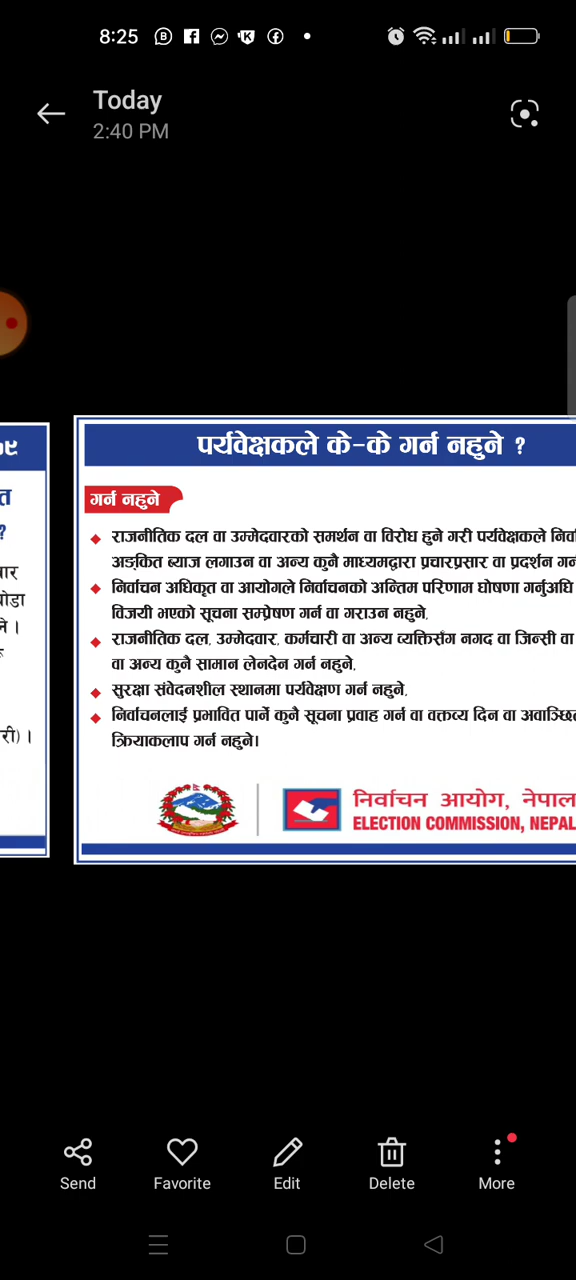 8:25
Today
2:40 PM
पर्यवेक्षकले के-के गर्न नहुने ?
गर्न नहुने
राजनीतिक दल वा उम्मेदवारको समर्थन वा विरोध हुने गरी पर्यवेक्षकले
अङ्कित ब्याज लगाउन वा अन्य कुनै माध्यमद्वारा प्रचारप्रसार वा प्रदर्शन
निर्वाचन अधिकृत वा आयोगले निर्वाचनको अन्तिम परिणाम घोषणा गर्नुअघि
विजयी भएको सूचना सम्प्रेषण गर्न वा गराउन नहुने,
राजनीतिक दल, उम्मेदवार, कर्मचारी वा अन्य व्यक्तिसँग नगद वा जिन्सी वा
वा अन्य कुनै सामान लेनदेन गर्न नहुने,
सुरक्षा संवेदनशील स्थानमा पर्यवेक्षण गर्न नहुने,
निर्वाचनलाई प्रभावित पार्ने कुनै सूचना प्रवाह गर्न वा वक्तव्य दिन वा
क्रियाकलाप गर्न नहुने।
निर्वाचन आयोग, नेपाल
ELECTION COMMISSION, NEPAL
Send Favorite Edit Delete More